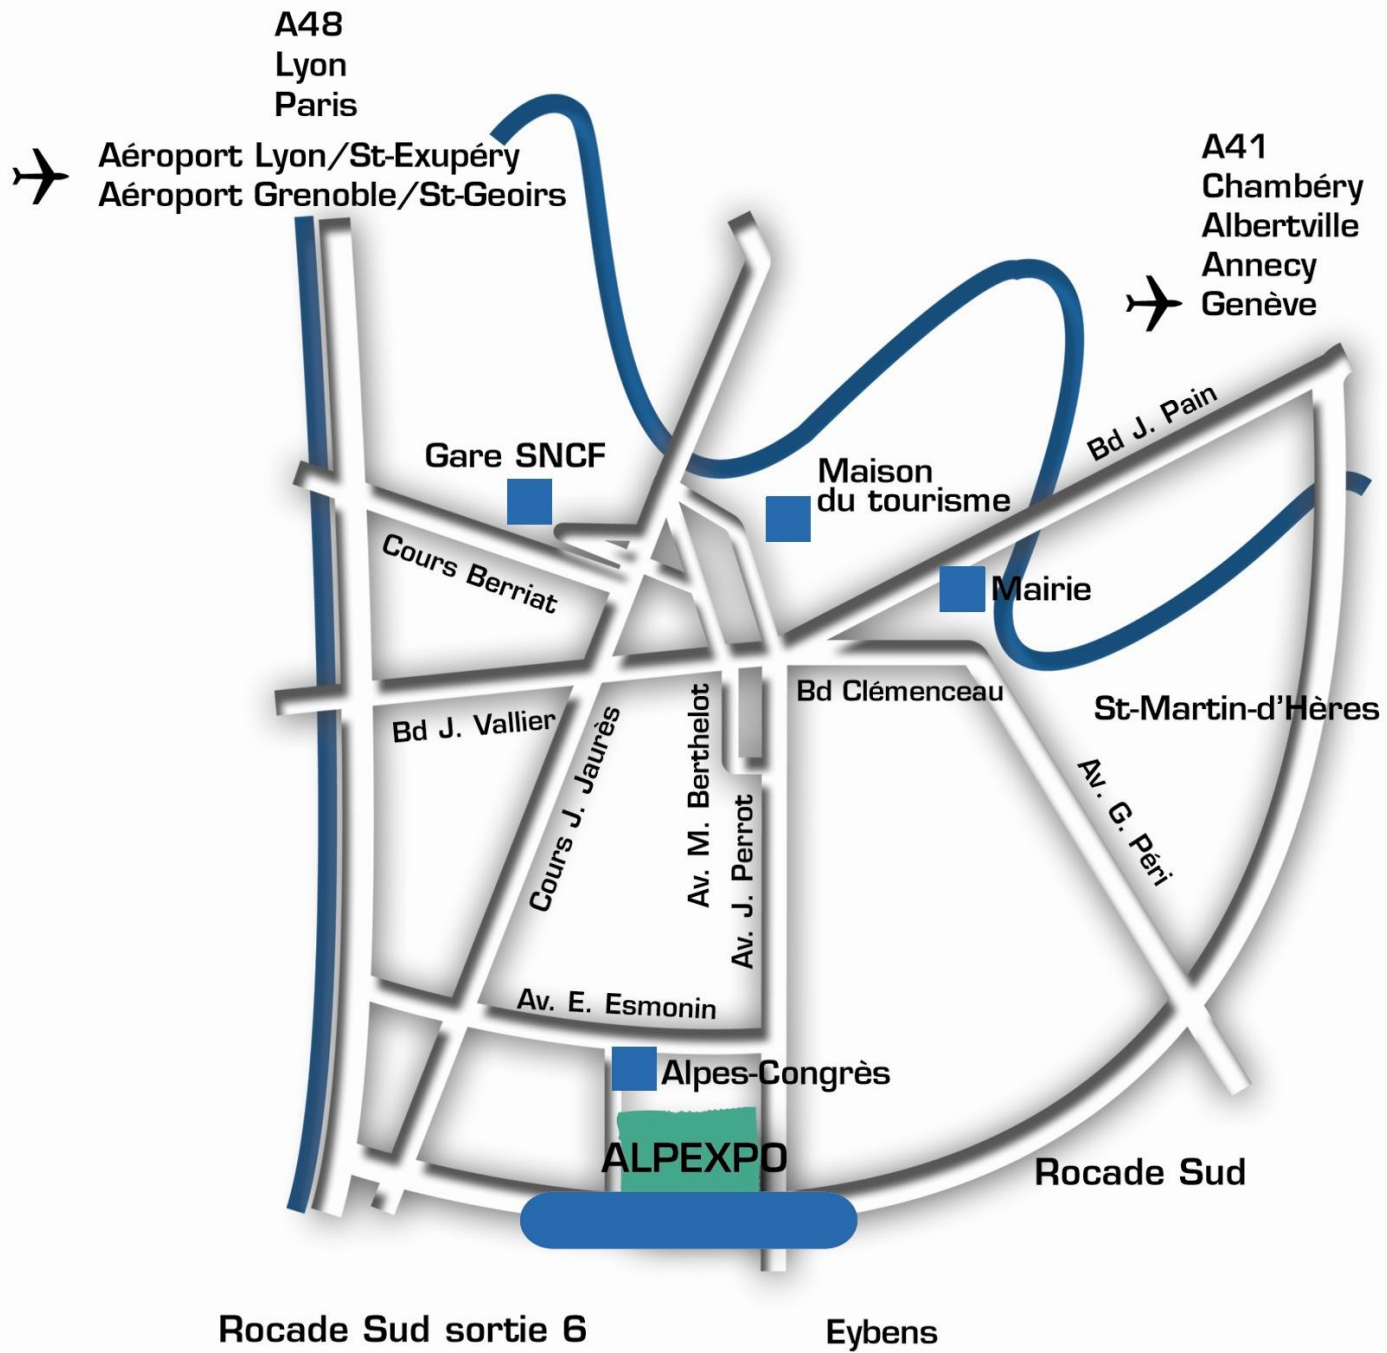 A48
Lyon
Paris
Aéroport Lyon/St-Exupéry
Aéroport Grenoble/St-Geoirs
A41
Chambéry
Albertville
Annecy
Genève
Bd J. Pain
Gare SNCF
Maison
du tourisme
Cours Berriat
Mairie
Bd J. Vallier
Bd Clémenceau
St-Martin-d'Hères
Cours J. Jaurès
Av. M. Berthelot
Av. J. Perrot
Av. G. Péri
Av. E. Esmonin
Alpes-Congrès
ALPEXPO
Rocade Sud
Rocade Sud sortie 6
Eybens